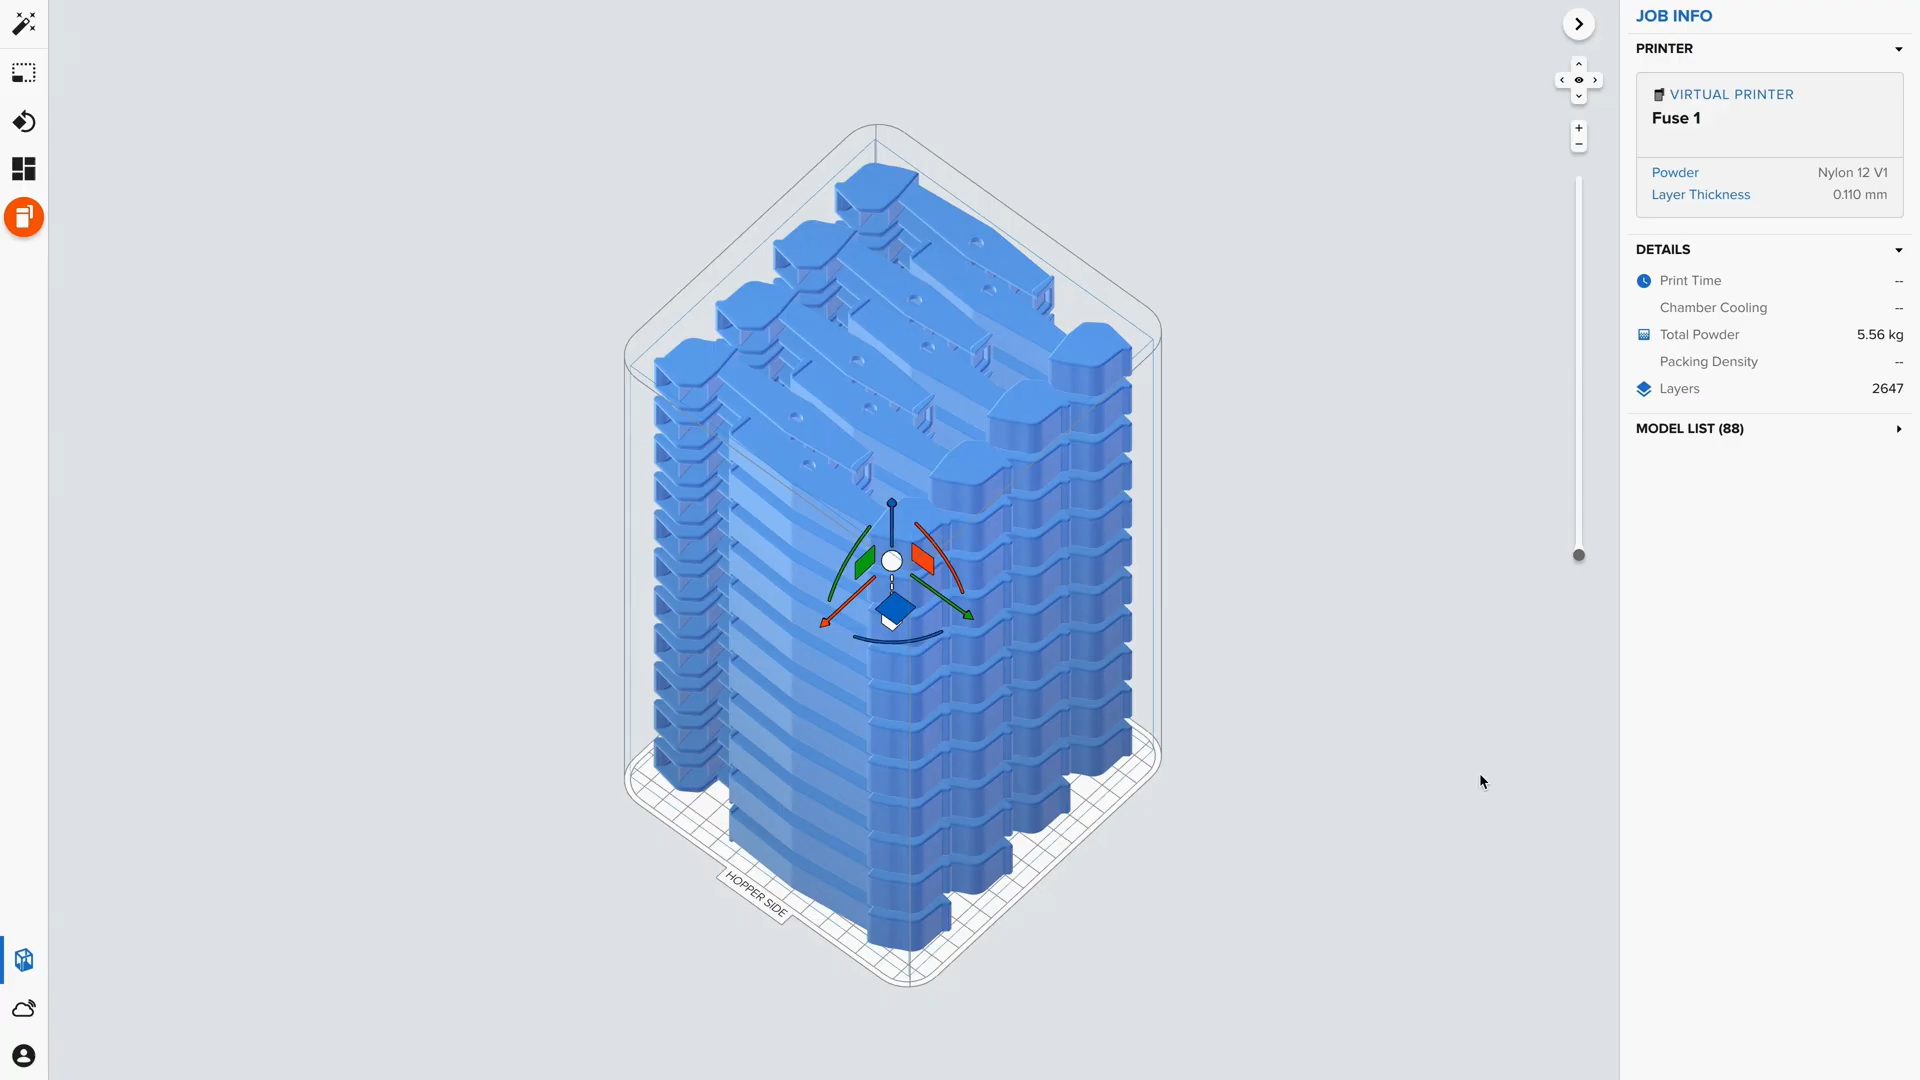 JOB INFO
PRINTER
VIRTUAL PRINTER
Fuse 1
Powder Nylon 12 V1
Layer Thickness 0.110 mm
DETAILS
Print Time --
Chamber Cooling --
Total Powder 5.56 kg
Packing Density --
Layers 2647
MODEL LIST (88)
HOPPER SIDE